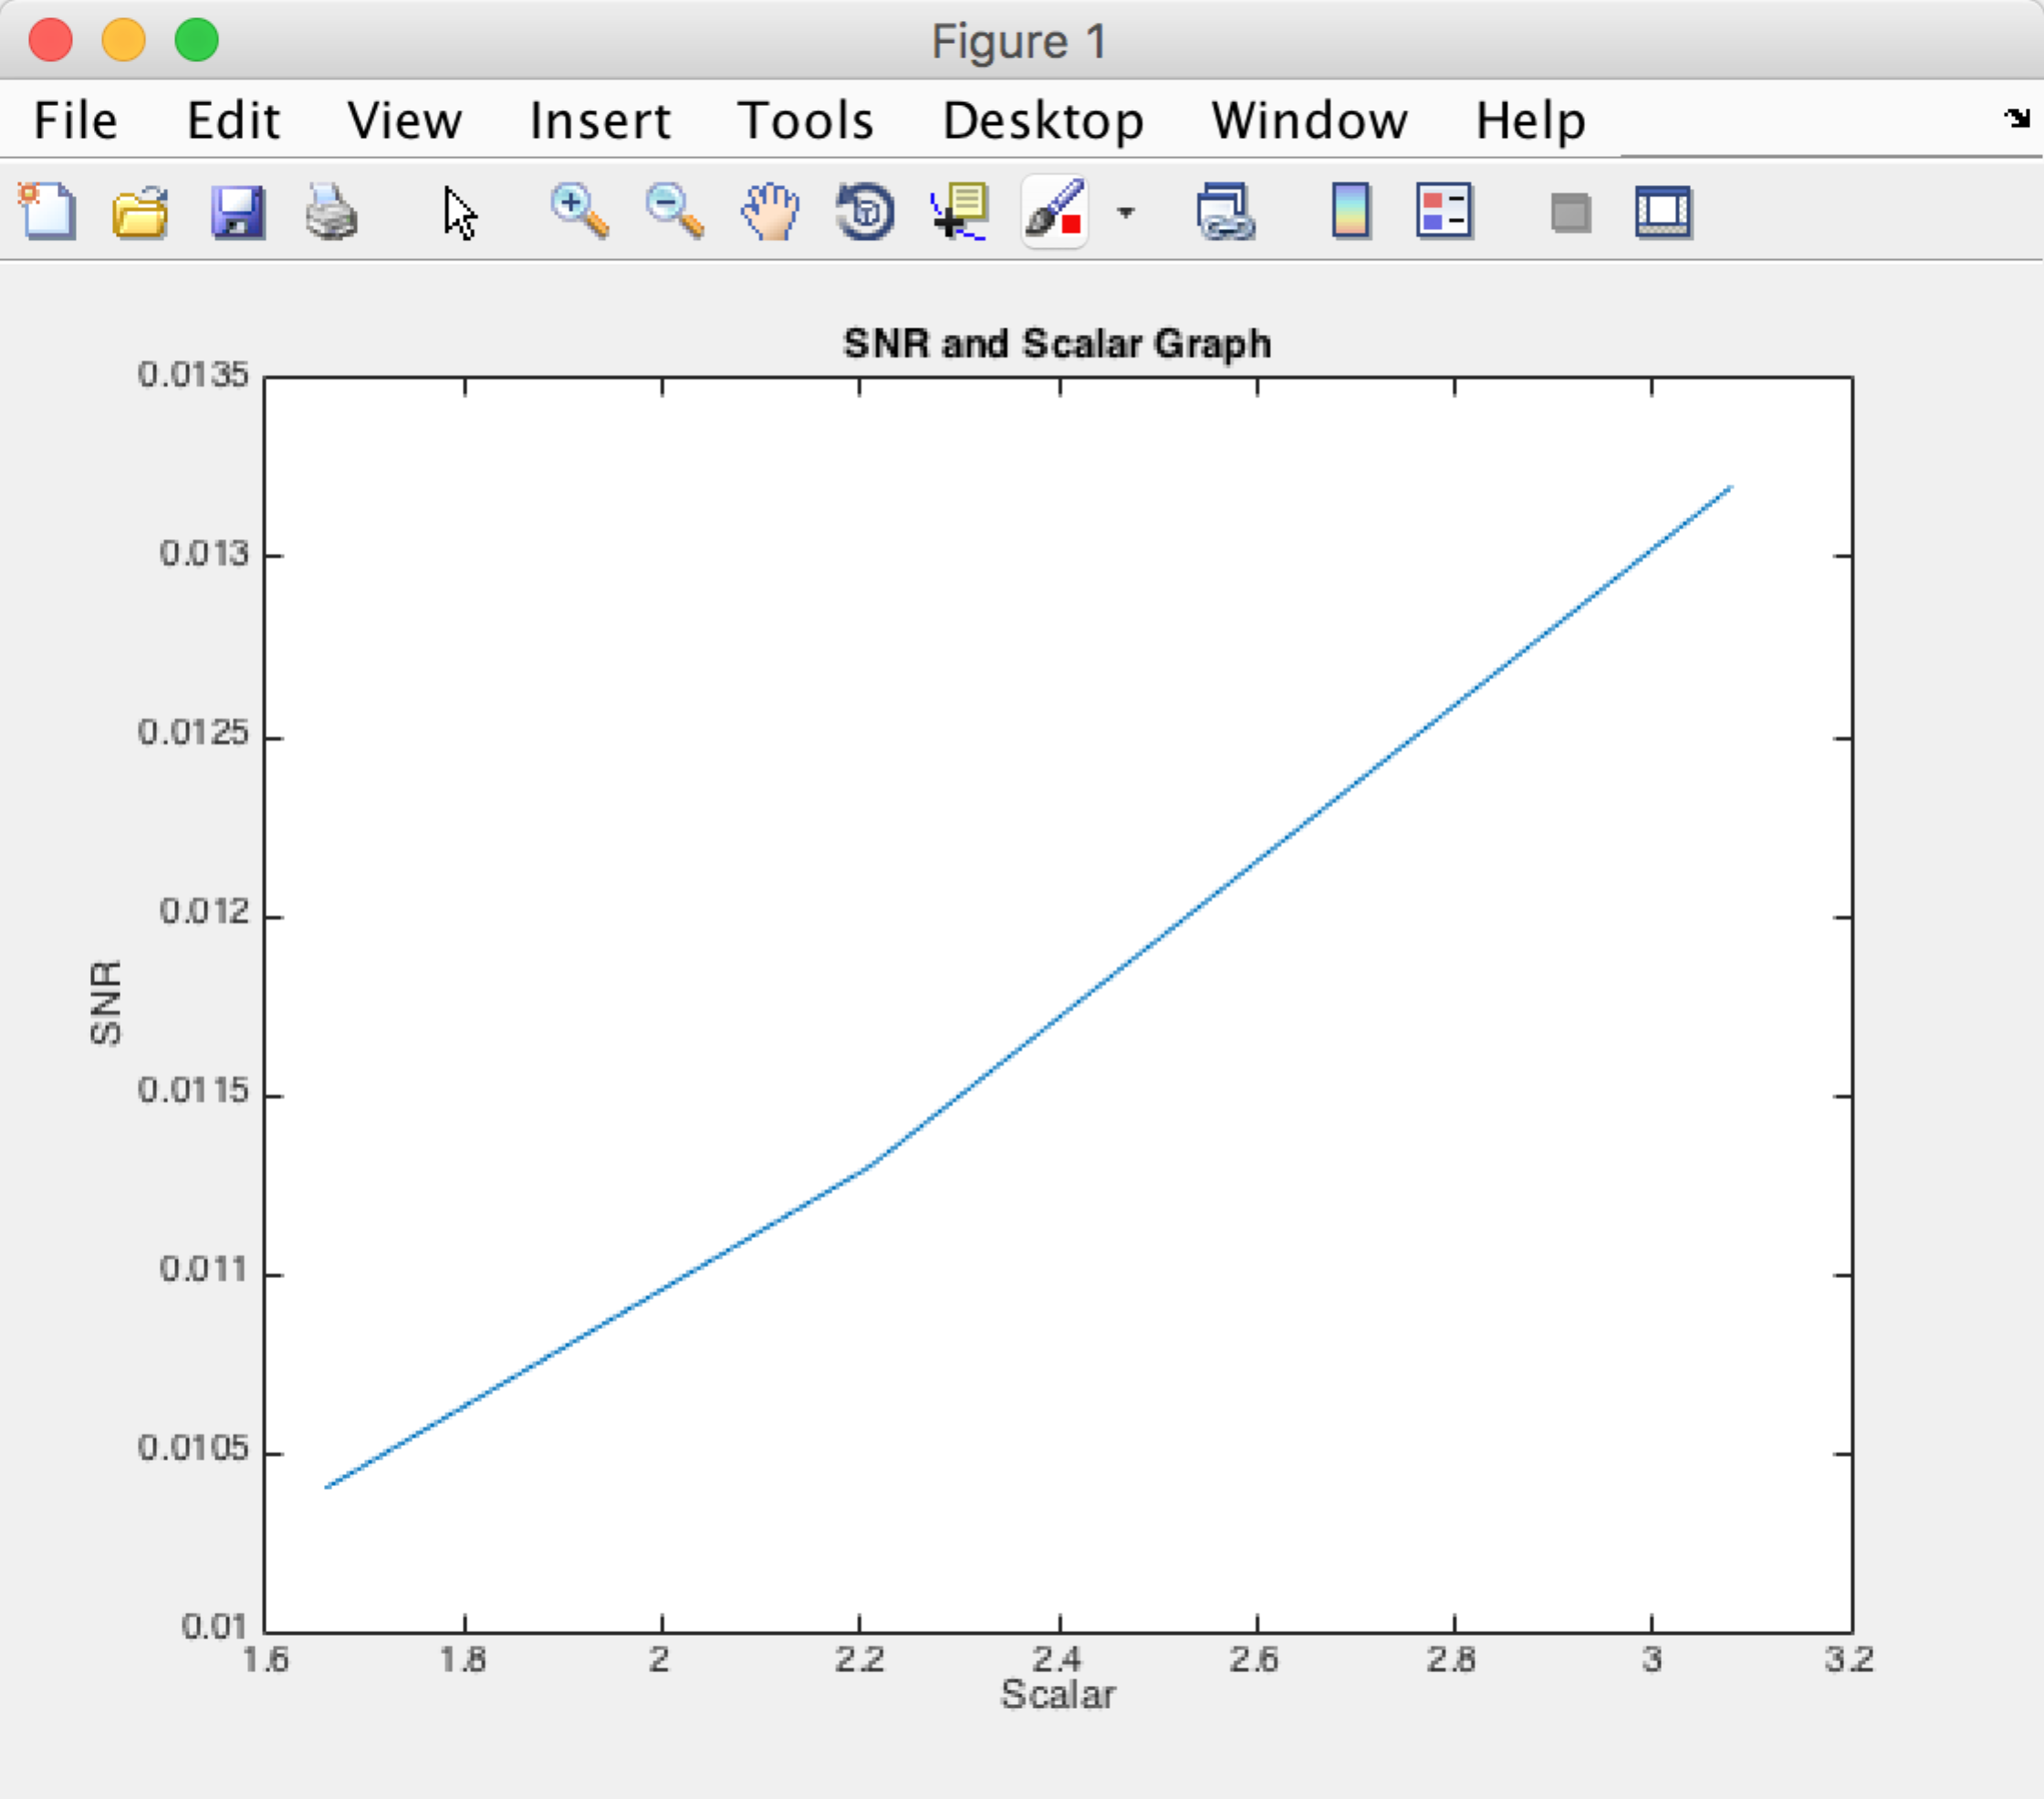 Figure 1
File Edit View Insert Tools Desktop Window Help
SNR and Scalar Graph
0.0135
0.013
0.0125
0.012
0.0115
0.011
0.0105
0.01
SNR
1.6 1.8 2 2.2 2.4 2.6 2.8 3 3.2
Scalar